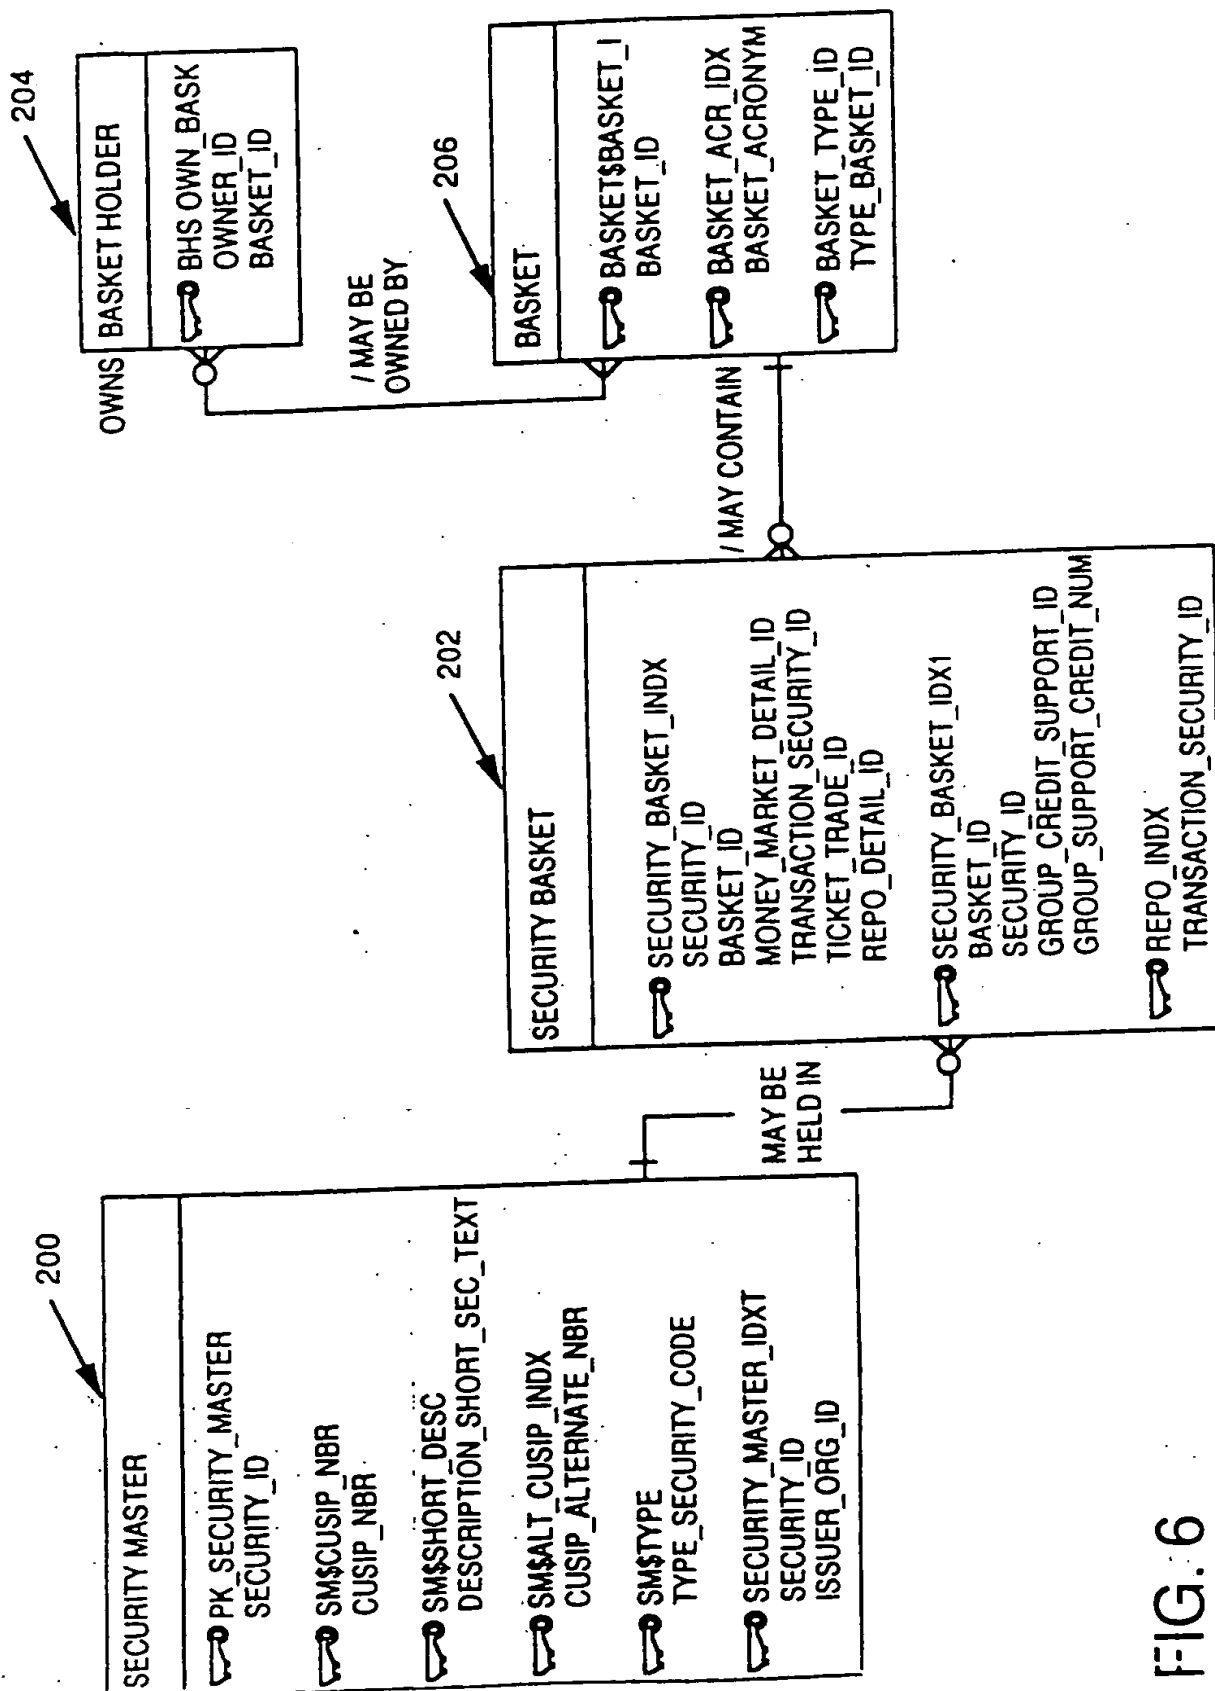 200
SECURITY MASTER
PK_SECURITY_MASTER
SECURITY_ID
SM$CUSIP_NBR
CUSIP_NBR
SM$SHORT_DESC
DESCRIPTION_SHORT_SEC_TEXT
SM$ALT_CUSIP_INDX
CUSIP_ALTERNATE_NBR
SM$TYPE
TYPE_SECURITY_CODE
SECURITY_MASTER_IDXT
SECURITY_ID
ISSUER_ORG_ID
MAY BE
HELD IN
202
SECURITY BASKET
SECURITY_BASKET_INDX
SECURITY_ID
BASKET_ID
MONEY_MARKET_DETAIL_ID
TRANSACTION_SECURITY_ID
TICKET_TRADE_ID
REPO_DETAIL_ID
SECURITY_BASKET_IDX1
BASKET_ID
SECURITY_ID
GROUP_CREDIT_SUPPORT_ID
GROUP_SUPPORT_CREDIT_NUM
REPO_INDX
TRANSACTION_SECURITY_ID
/ MAY CONTAIN
204
OWNS
BASKET HOLDER
BHS OWN_BASK
OWNER_ID
BASKET_ID
/ MAY BE
OWNED BY
206
BASKET
BASKET$BASKET_I
BASKET_ID
BASKET_ACR_IDX
BASKET_ACRONYM
BASKET_TYPE_ID
TYPE_BASKET_ID
FIG. 6